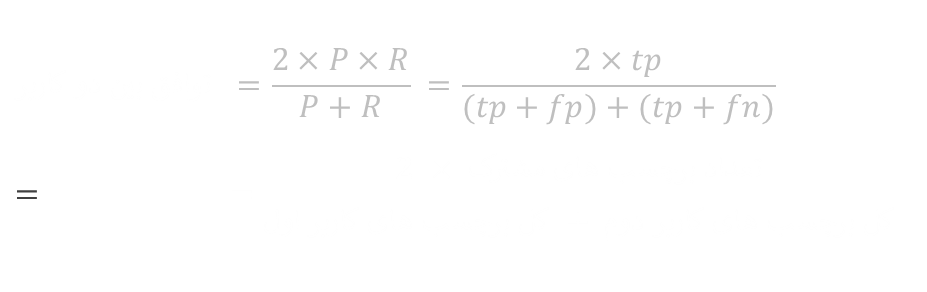 = 2 × P × R / P + R = 2 × tp / (tp + fp) + (tp + fn)
=